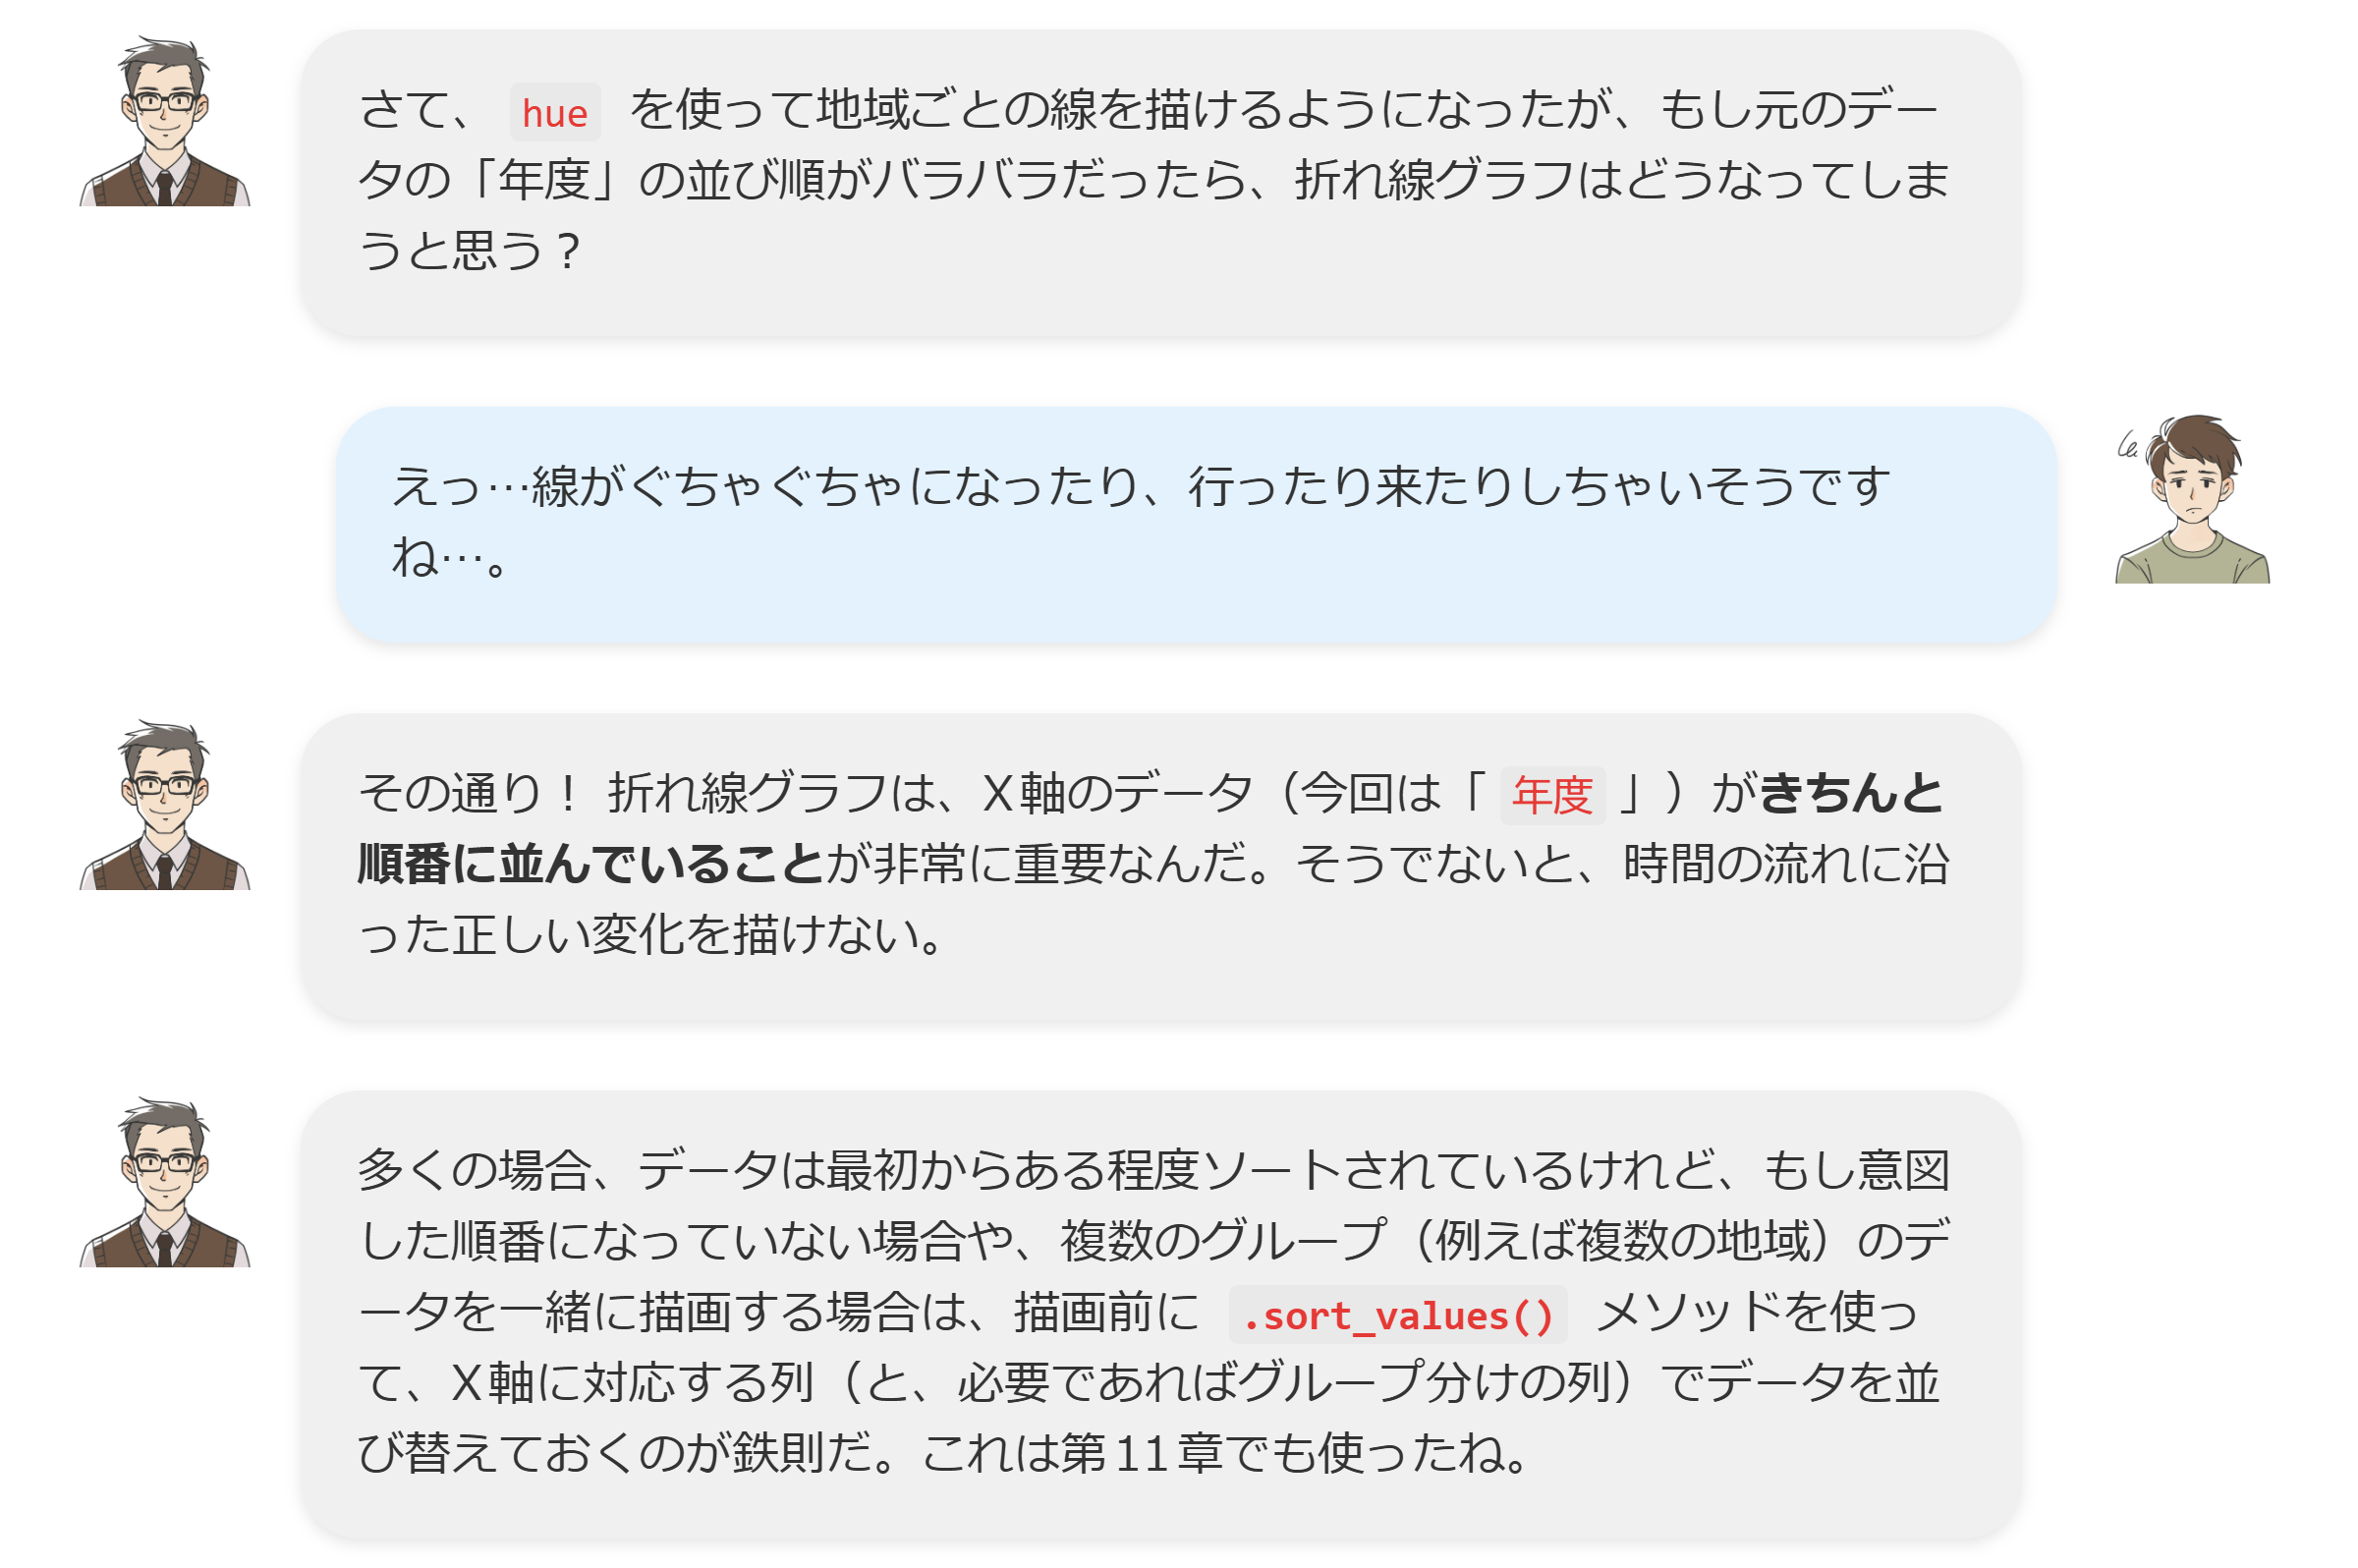 さて、 hue を使って地域ごとの線を描けるようになったが、もし元のデー
タの「年度」の並び順がバラバラだったら、折れ線グラフはどうなってしま
うと思う？
えっ…線がぐちゃぐちゃになったり、行ったり来たりしちゃいそうです
ね…。
その通り！ 折れ線グラフは、X軸のデータ（今回は「 年度 」）がきちんと
順番に並んでいることが非常に重要なんだ。そうでないと、時間の流れに沿
った正しい変化を描けない。
多くの場合、データは最初からある程度ソートされているけれど、もし意図
した順番になっていない場合や、複数のグループ（例えば複数の地域）のデ
ータを一緒に描画する場合は、描画前に .sort_values() メソッドを使っ
て、X軸に対応する列（と、必要であればグループ分けの列）でデータを並
び替えておくのが鉄則だ。これは第11章でも使ったね。